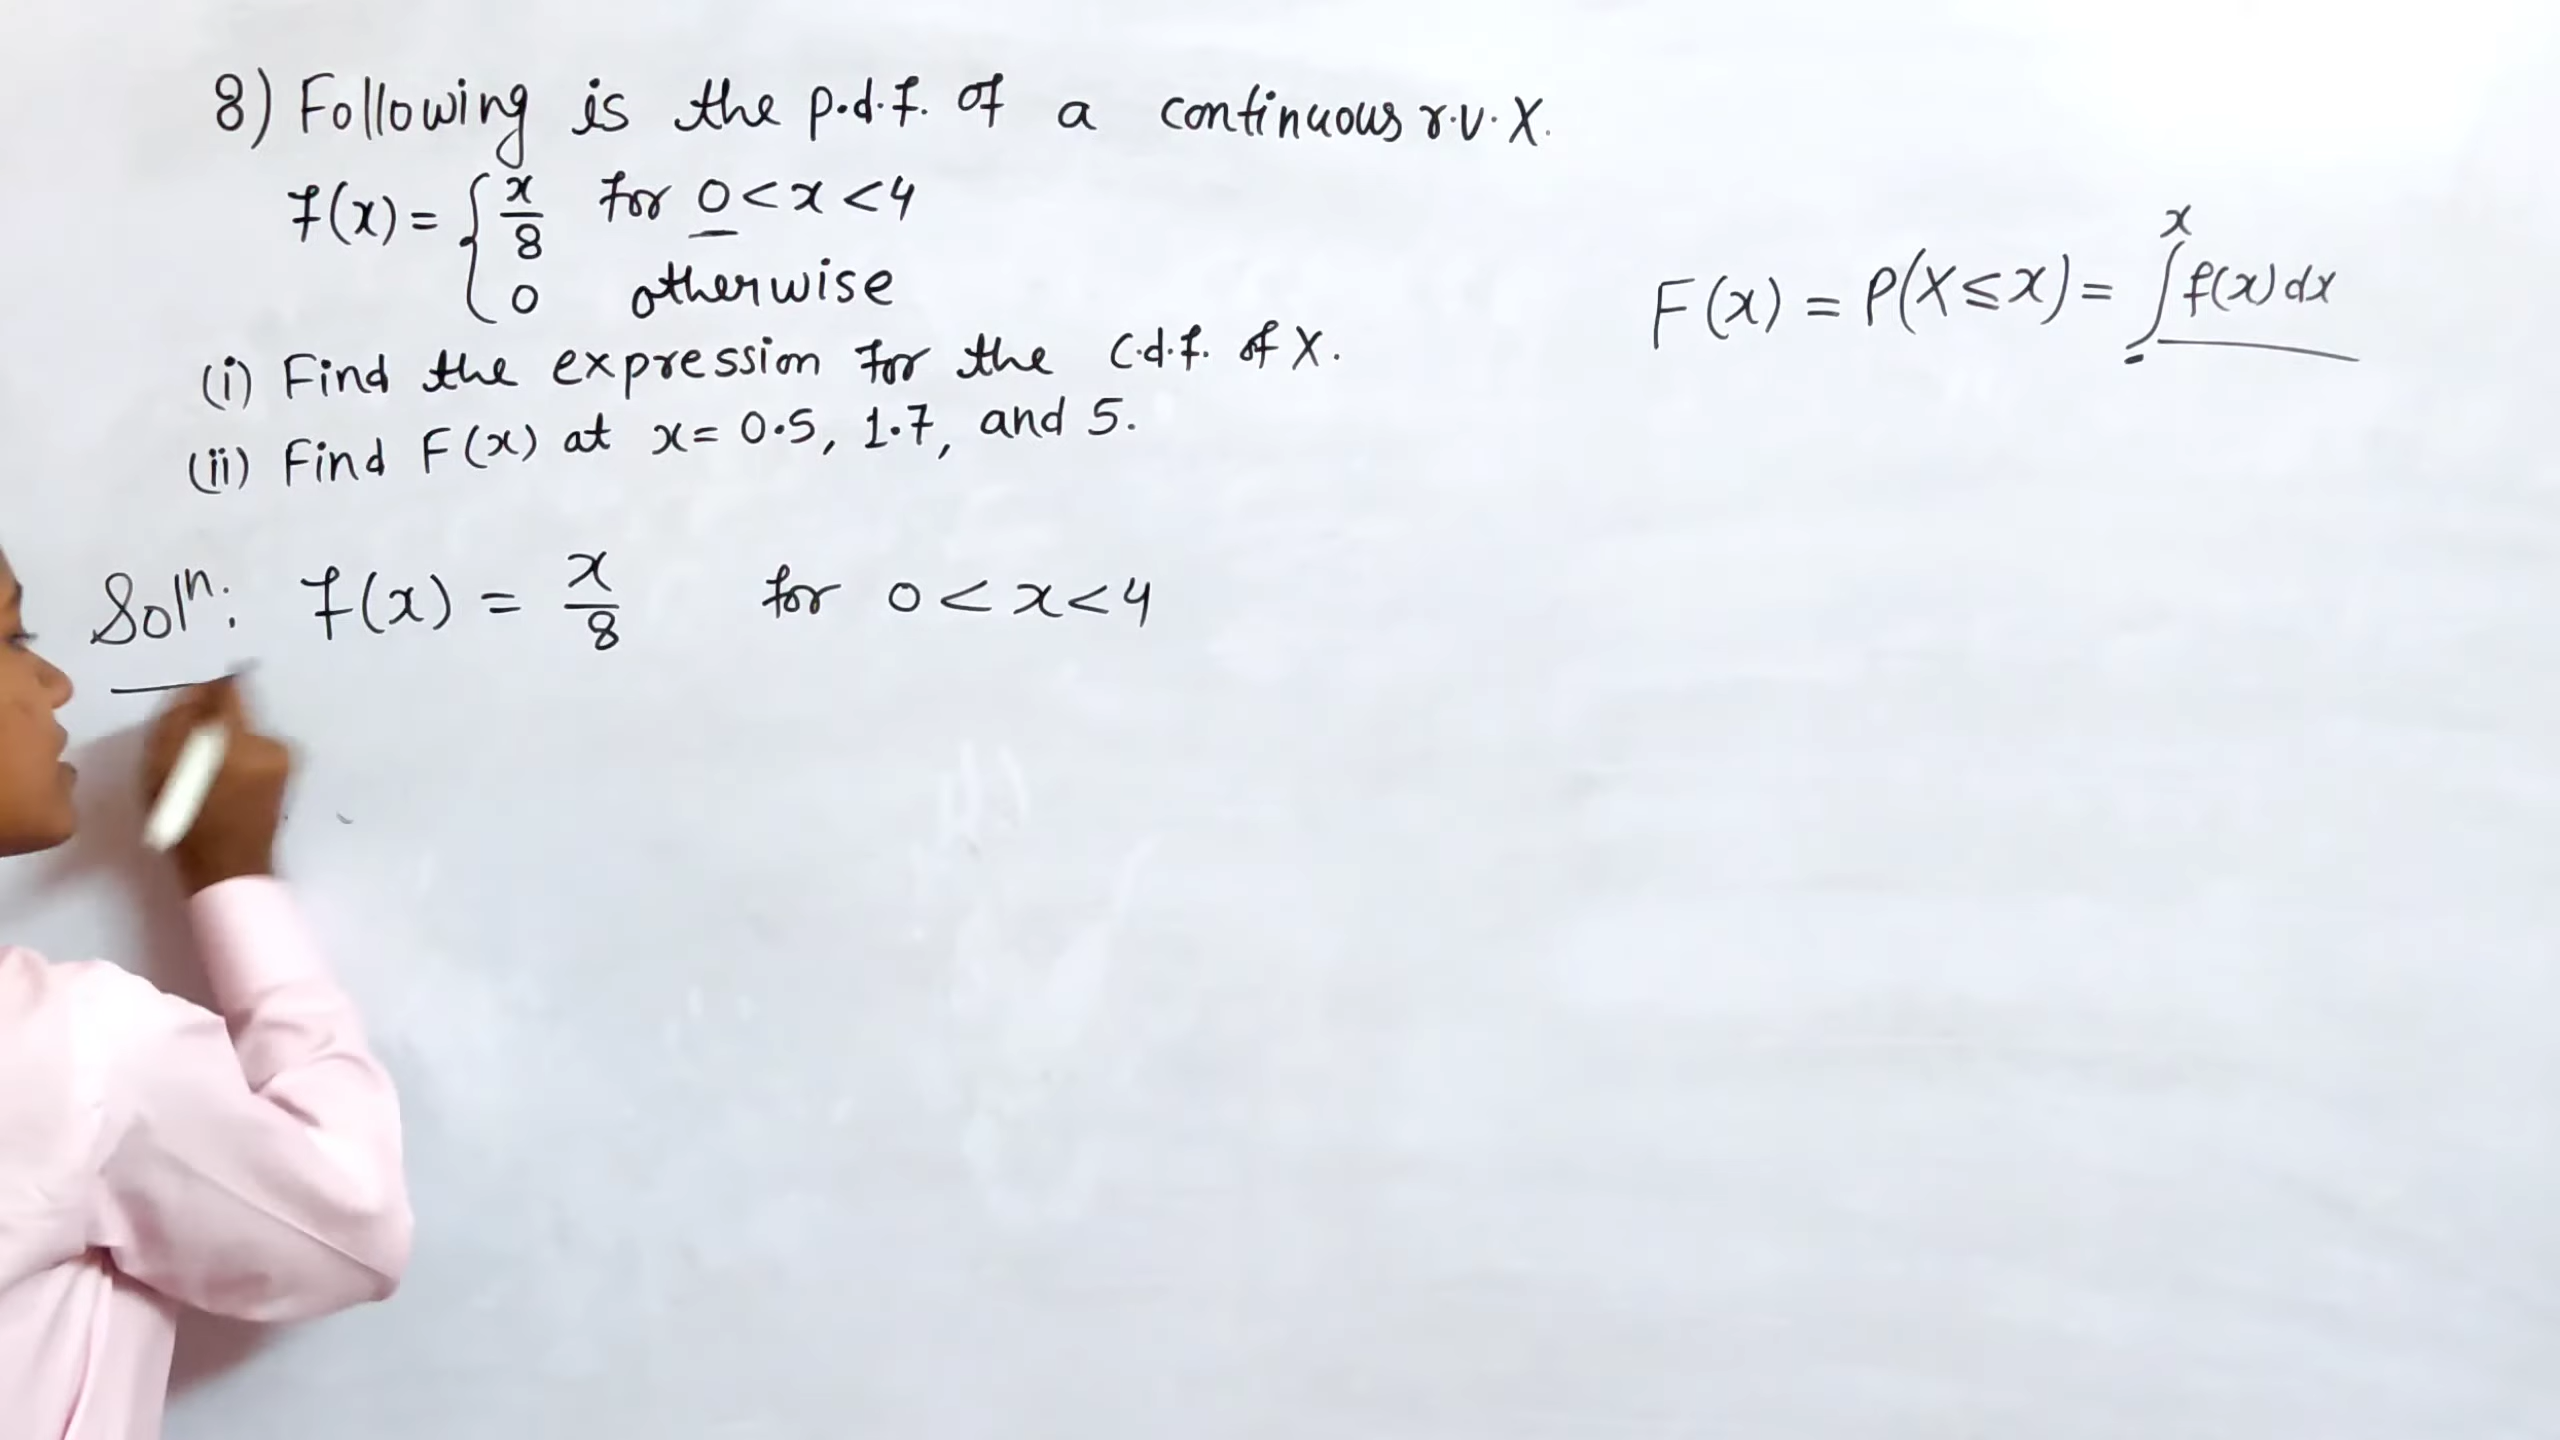 8) Following is the p.d.f. of a continuous r.v. X.
f(x) = { x/8 for 0 < x < 4
0 otherwise
(i) Find the expression for the c.d.f. of X.
(ii) Find F(x) at x = 0.5, 1.7, and 5.
F(x) = P(X ≤ x) = ∫ˣ f(x) dx
Solⁿ: f(x) = x/8 for 0 < x < 4